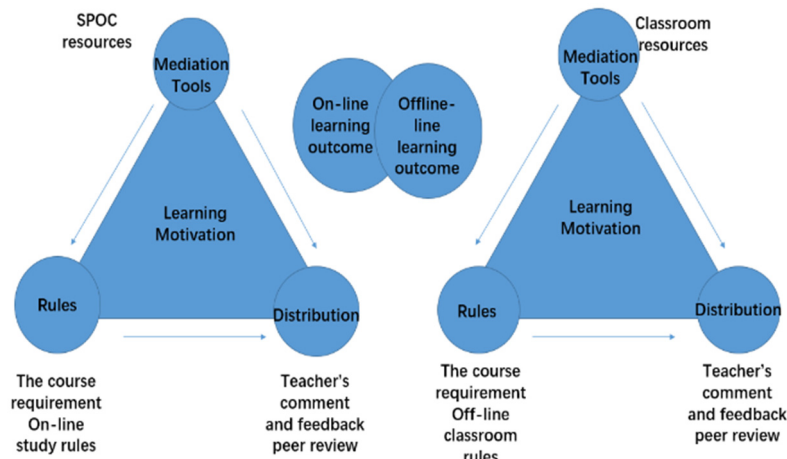 SPOC
resources
Mediation
Tools
Learning
Motivation
Rules
Distribution
The course
requirement
On-line
study rules
Teacher's
comment
and feedback
peer review
On-line
learning
outcome
Offline-
line
learning
outcome
Classroom
resources
Mediation
Tools
Learning
Motivation
Rules
Distribution
The course
requirement
Off-line
classroom
rules
Teacher's
comment
and feedback
peer review